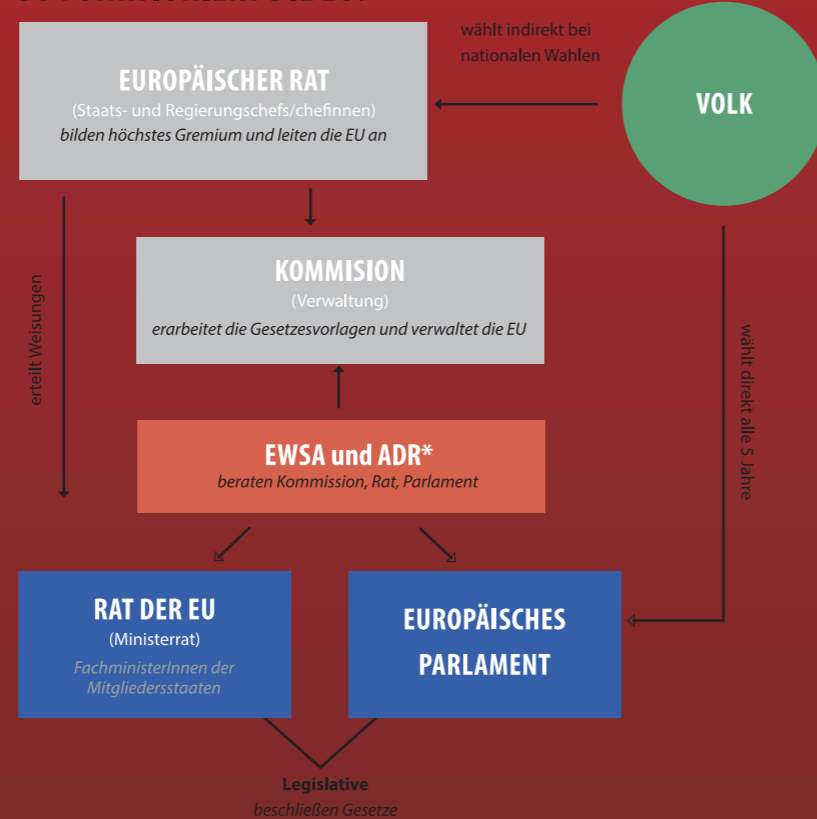 wählt indirekt bei
nationalen Wahlen
EUROPÄISCHER RAT
(Staats- und Regierungschefs/chefinnen)
bilden höchstes Gremium und leiten die EU an
VOLK
KOMMISION
(Verwaltung)
erarbeitet die Gesetzesvorlagen und verwaltet die EU
erteilt Weisungen
wählt direkt alle 5 Jahre
EWSA und ADR*
beraten Kommission, Rat, Parlament
RAT DER EU
(Ministerrat)
FachministerInnen der
Mitgliedersstaaten
EUROPÄISCHES
PARLAMENT
Legislative
beschließen Gesetze